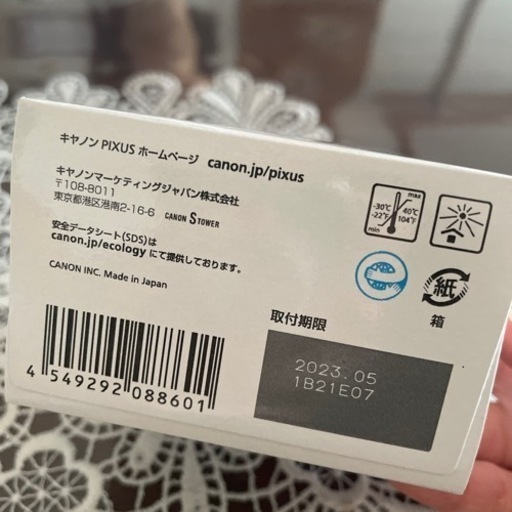 キヤノン PIXUS ホームページ canon.jp/pixus
キヤノンマーケティングジャパン株式会社
〒108-8011
東京都港区港南2-16-6 CANON S TOWER
安全データシート(SDS)は
canon.jp/ecology にて提供しております。
CANON INC. Made in Japan
max
-30℃
-22°F
40℃
104°F
min
e
紙
箱
取付期限
2023.05
1B21E07
4 549292 088601